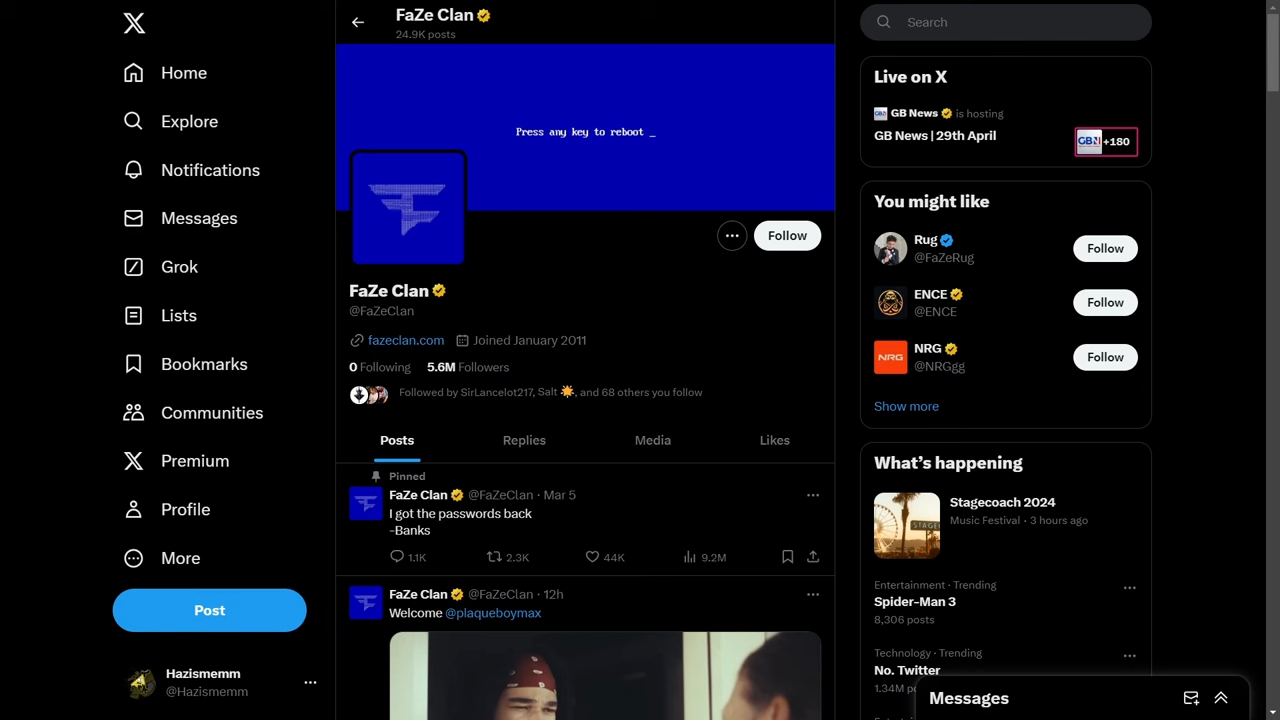 Home
Explore
Notifications
Messages
Grok
Lists
Bookmarks
Communities
Premium
Profile
More
Post
Hazismemm
@Hazismemm
FaZe Clan
24.9K posts
Press any key to reboot _
Follow
FaZe Clan
@FaZeClan
fazeclan.com Joined January 2011
0 Following 5.6M Followers
Followed by SirLancelot217, Salt ☀️, and 68 others you follow
Posts Replies Media Likes
Pinned
FaZe Clan @FaZeClan · Mar 5
I got the passwords back
-Banks
1.1K 2.3K 44K 9.2M
FaZe Clan @FaZeClan · 12h
Welcome @plaqueboymax
Search
Live on X
GB News is hosting
GB News | 29th April
GBN +180
You might like
Rug
@FaZeRug
Follow
ENCE
@ENCE
Follow
NRG
NRG
@NRGgg
Follow
Show more
What's happening
Stagecoach 2024
Music Festival · 3 hours ago
STAGEC
Entertainment · Trending
Spider-Man 3
8,306 posts
Technology · Trending
No. Twitter
1.34M
Messages